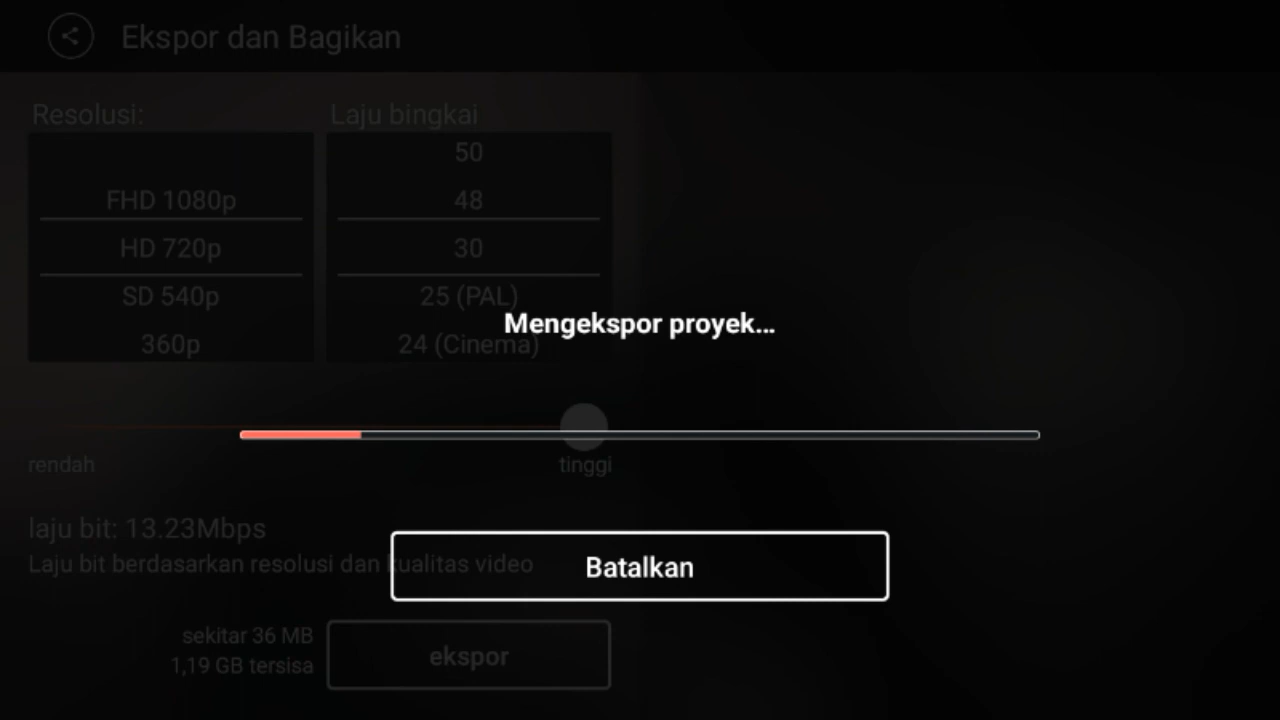 Ekspor dan Bagikan
Resolusi:
FHD 1080p
HD 720p
SD 540p
360p
Laju bingkai
50
48
30
25 (PAL)
24 (Cinema)
Mengekspor proyek...
rendah
tinggi
laju bit: 13.23Mbps
Laju bit berdasarkan resolusi dan kualitas video
Batalkan
sekitar 36 MB
1,19 GB tersisa
ekspor